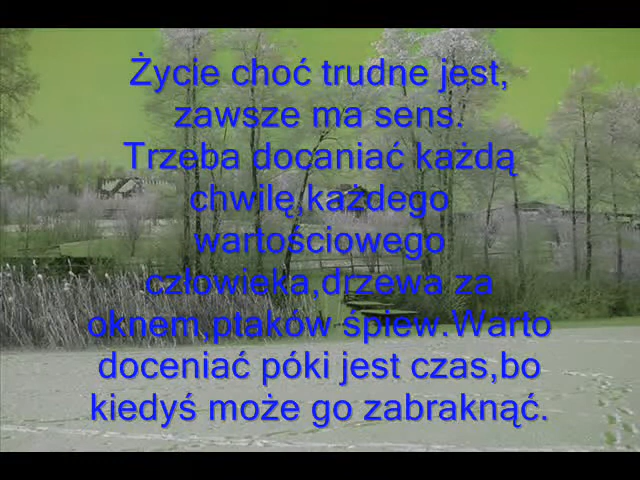 Życie choć trudne jest,
zawsze ma sens.
Trzeba docaniać każdą
chwilę,każdego
wartościowego
człowieka,drzewa za
oknem,ptaków śpiew.Warto
doceniać póki jest czas,bo
kiedyś może go zabraknąć.